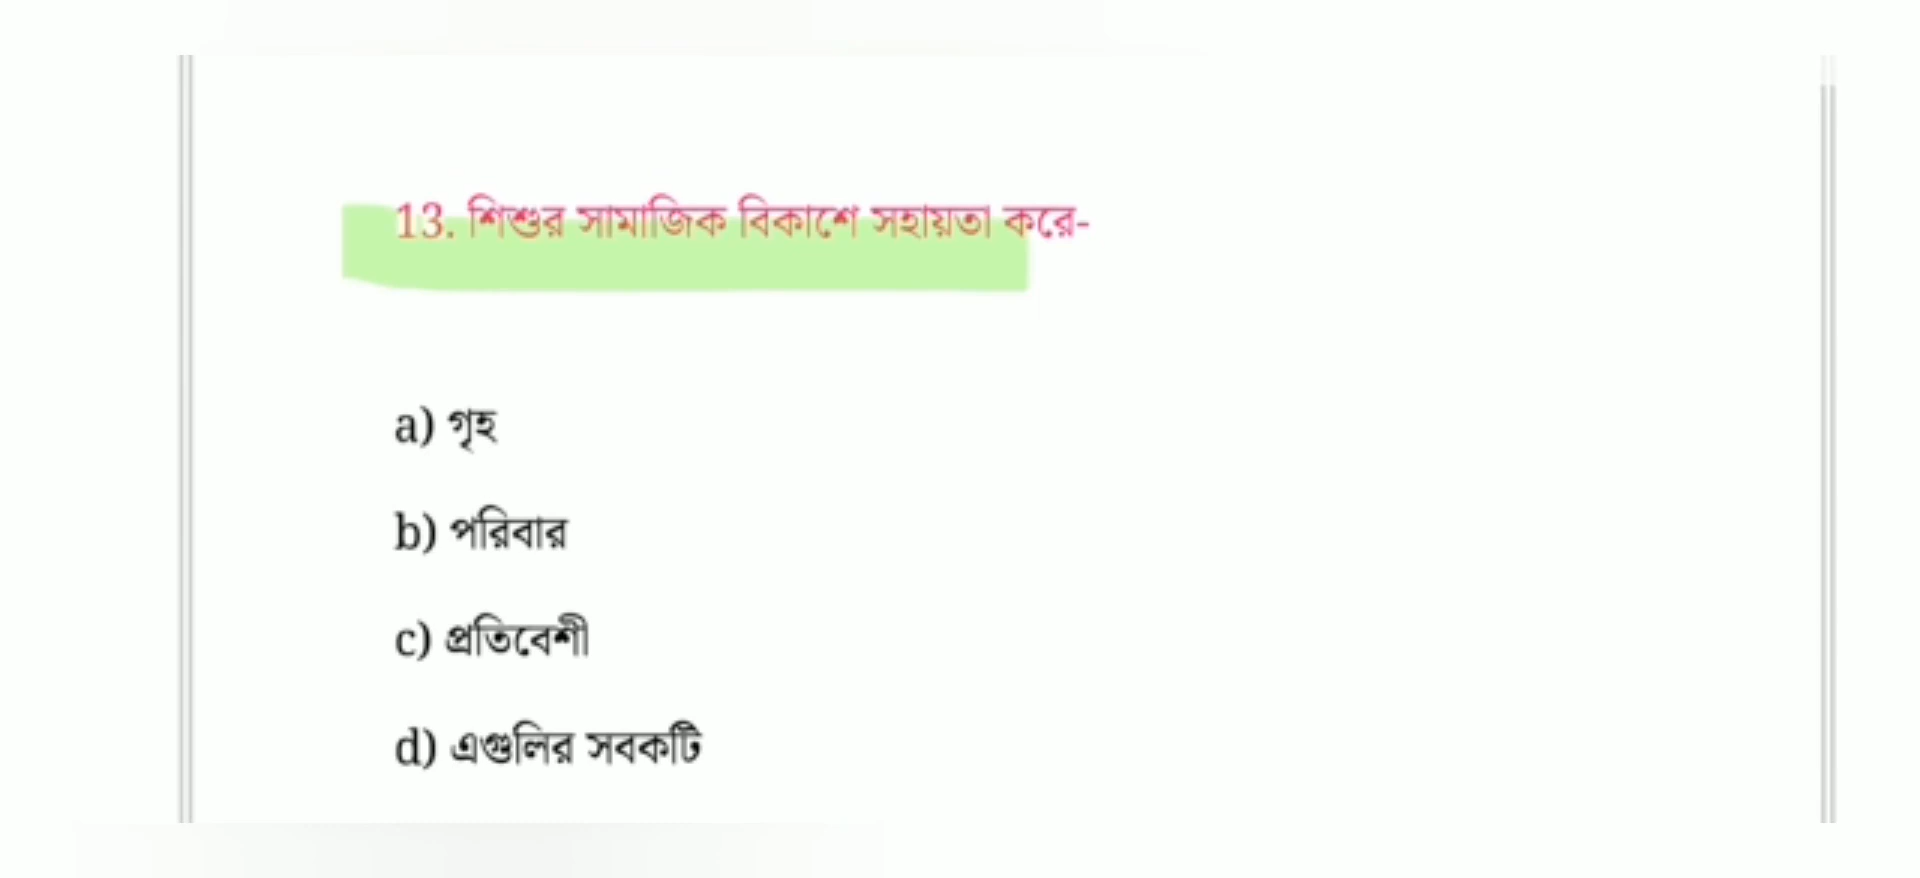 13. শিশুর সামাজিক বিকাশে সহায়তা করে-
a) গৃহ
b) পরিবার
c) প্রতিবেশী
d) এগুলির সবকটি